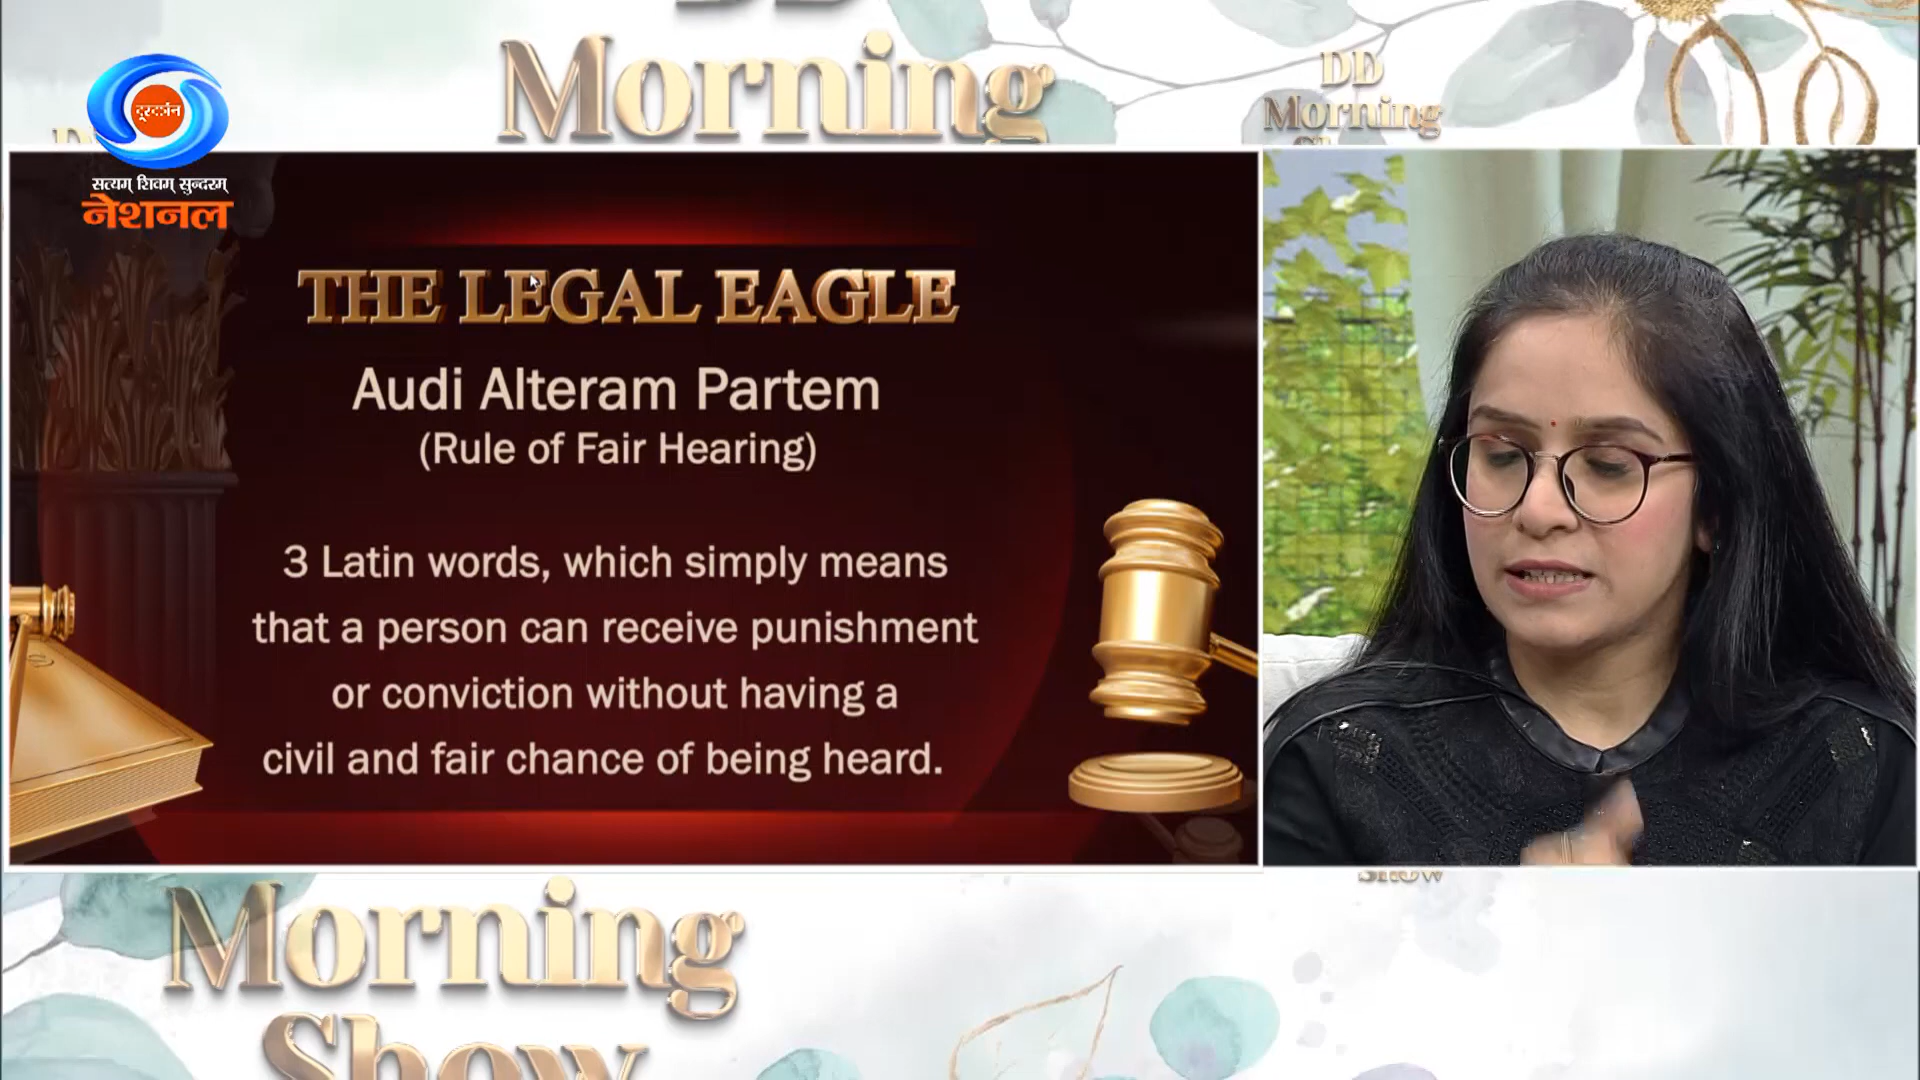 DD
Morning
DD
Morning
दूरदर्शन
सत्यम् शिवम् सुन्दरम्
नेशनल
THE LEGAL EAGLE
Audi Alteram Partem
(Rule of Fair Hearing)
3 Latin words, which simply means
that a person can receive punishment
or conviction without having a
civil and fair chance of being heard.
Show
Morning
Show